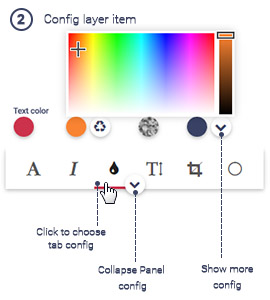 2 Config layer item
Text color
A I T
Click to choose
tab config
Collapse Panel
config
Show more
config